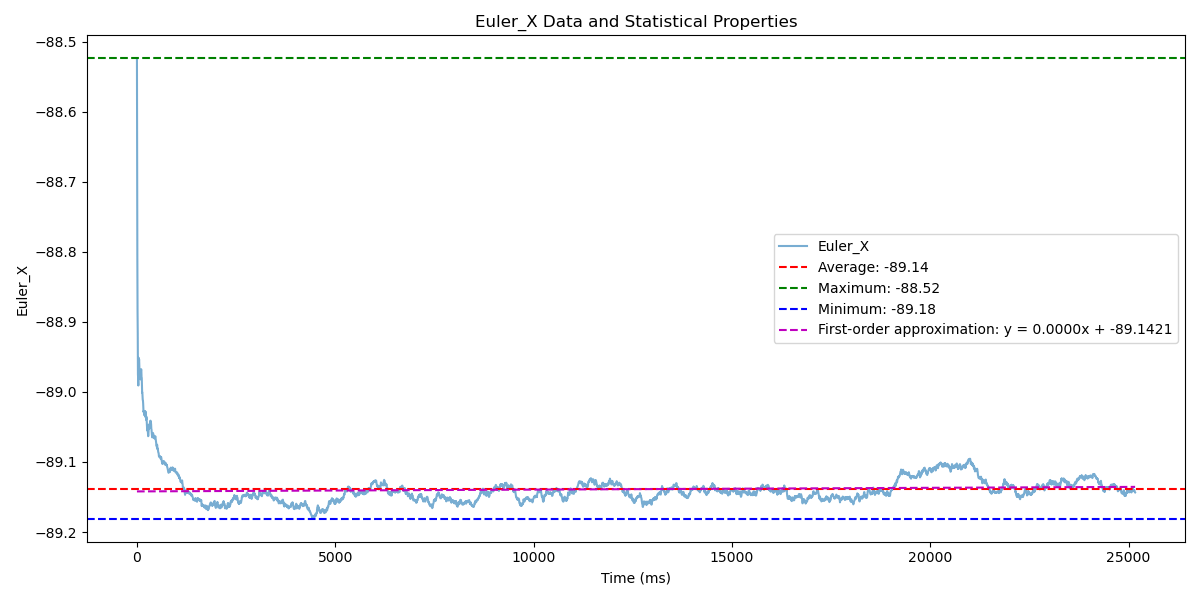 Euler_X Data and Statistical Properties
−88.5
−88.6
−88.7
−88.8
−88.9
−89.0
−89.1
−89.2
Euler_X
Euler_X
Average: -89.14
Maximum: -88.52
Minimum: -89.18
First-order approximation: y = 0.0000x + -89.1421
0 5000 10000 15000 20000 25000
Time (ms)